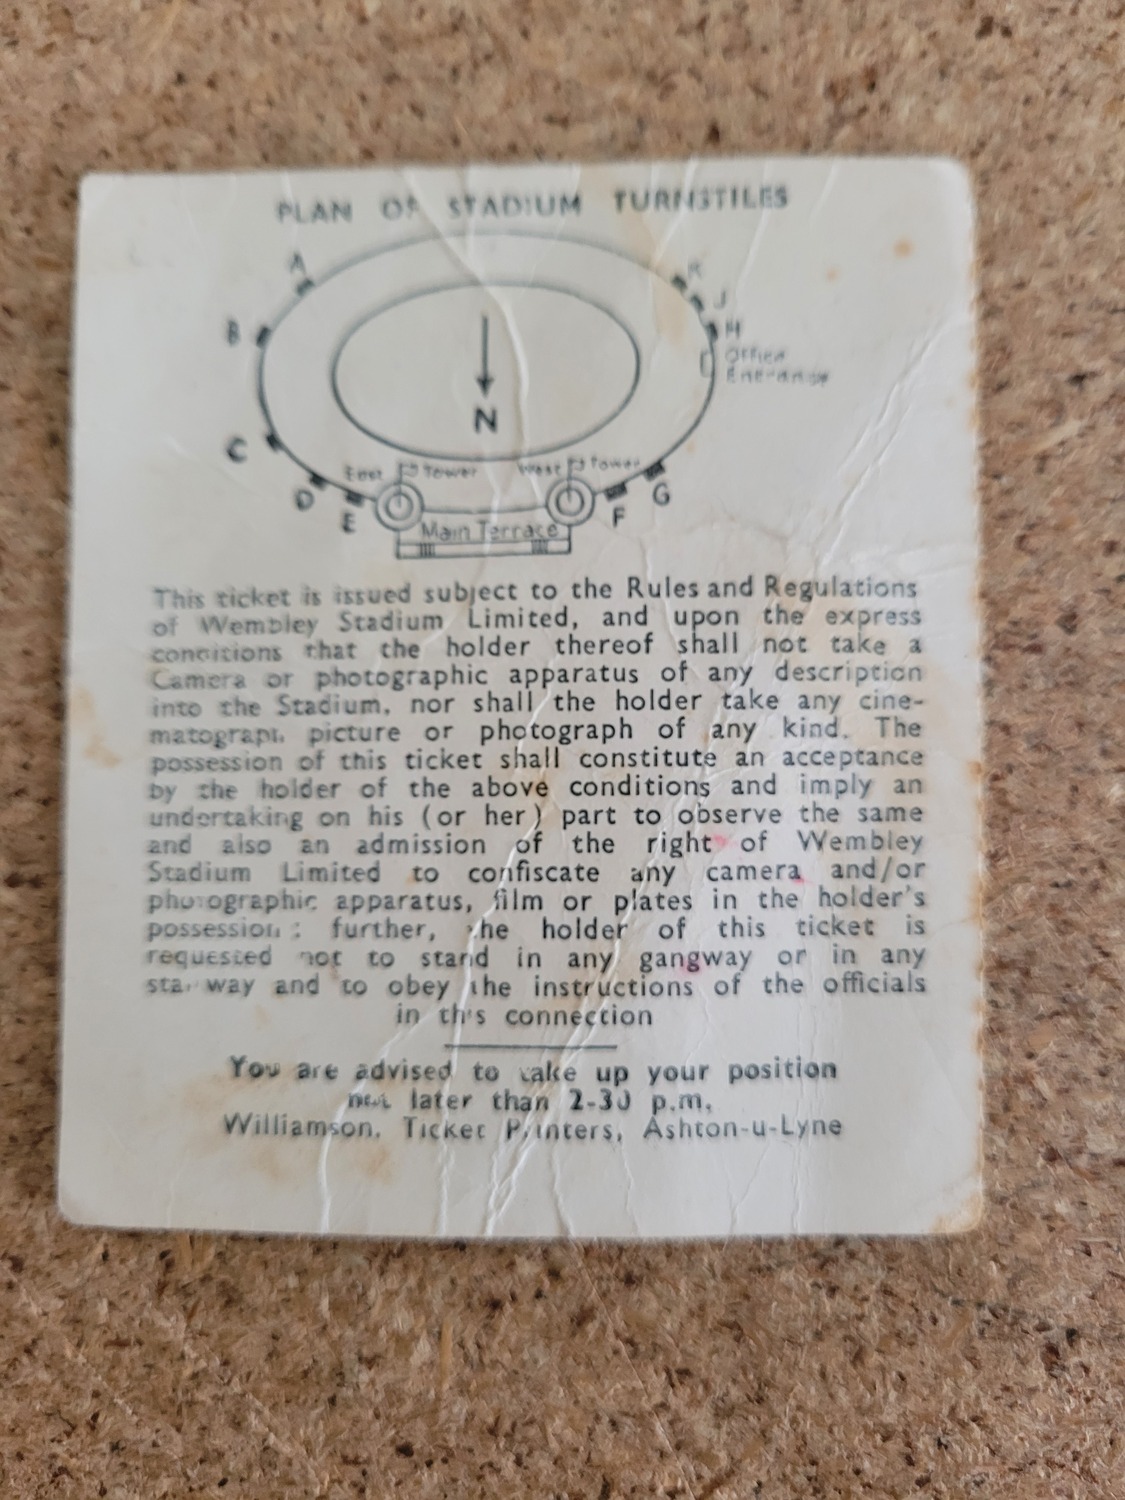 PLAN OF STADIUM TURNSTILES
A
K
J
B
H
Office
Entrance
N
C
East Tower
West Tower
D
G
E
F
Main Terrace
This ticket is issued subject to the Rules and Regulations
of Wembley Stadium Limited, and upon the express
conditions that the holder thereof shall not take a
Camera or photographic apparatus of any description
into the Stadium, nor shall the holder take any cine-
matograph, picture or photograph of any kind. The
possession of this ticket shall constitute an acceptance
by the holder of the above conditions and imply an
undertaking on his (or her) part to observe the same
and also an admission of the right of Wembley
Stadium Limited to confiscate any camera and/or
photographic apparatus, film or plates in the holder's
possession; further, the holder of this ticket is
requested not to stand in any gangway or in any
stairway and to obey the instructions of the officials
in this connection
You are advised to take up your position
not later than 2-30 p.m.
Williamson, Ticket Printers, Ashton-u-Lyne